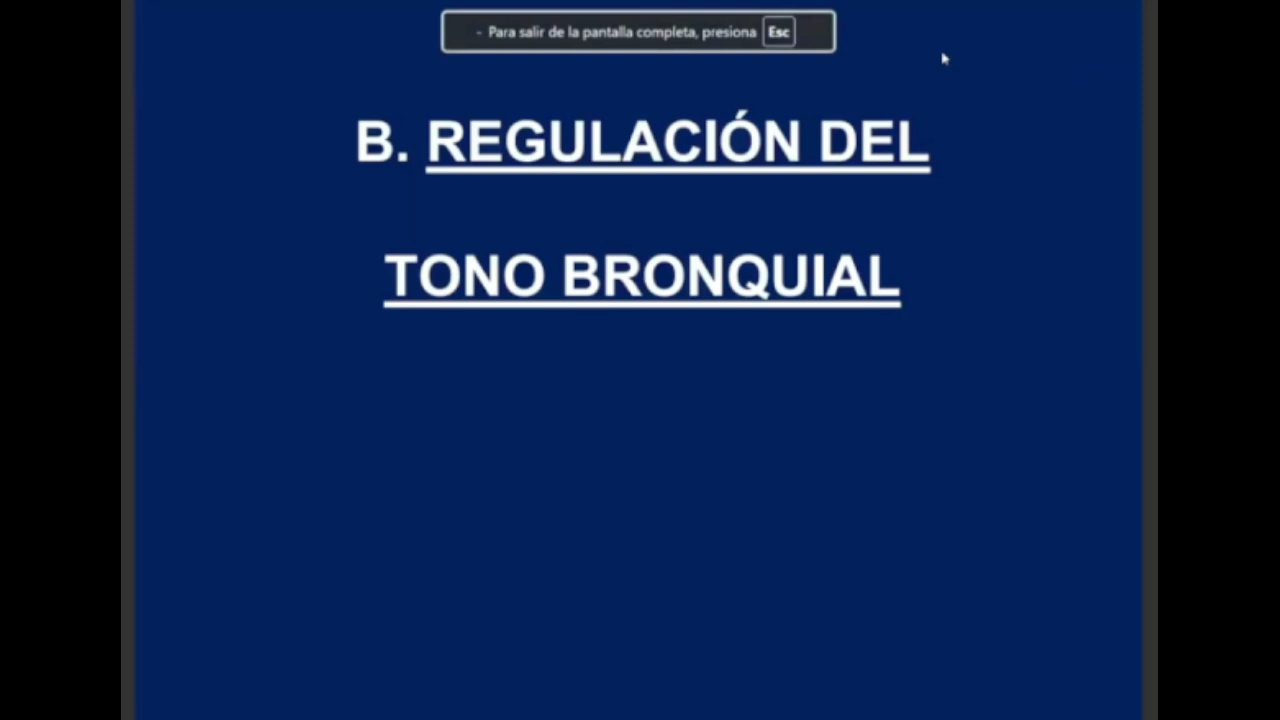 - Para salir de la pantalla completa, presiona Esc
B. REGULACIÓN DEL
TONO BRONQUIAL